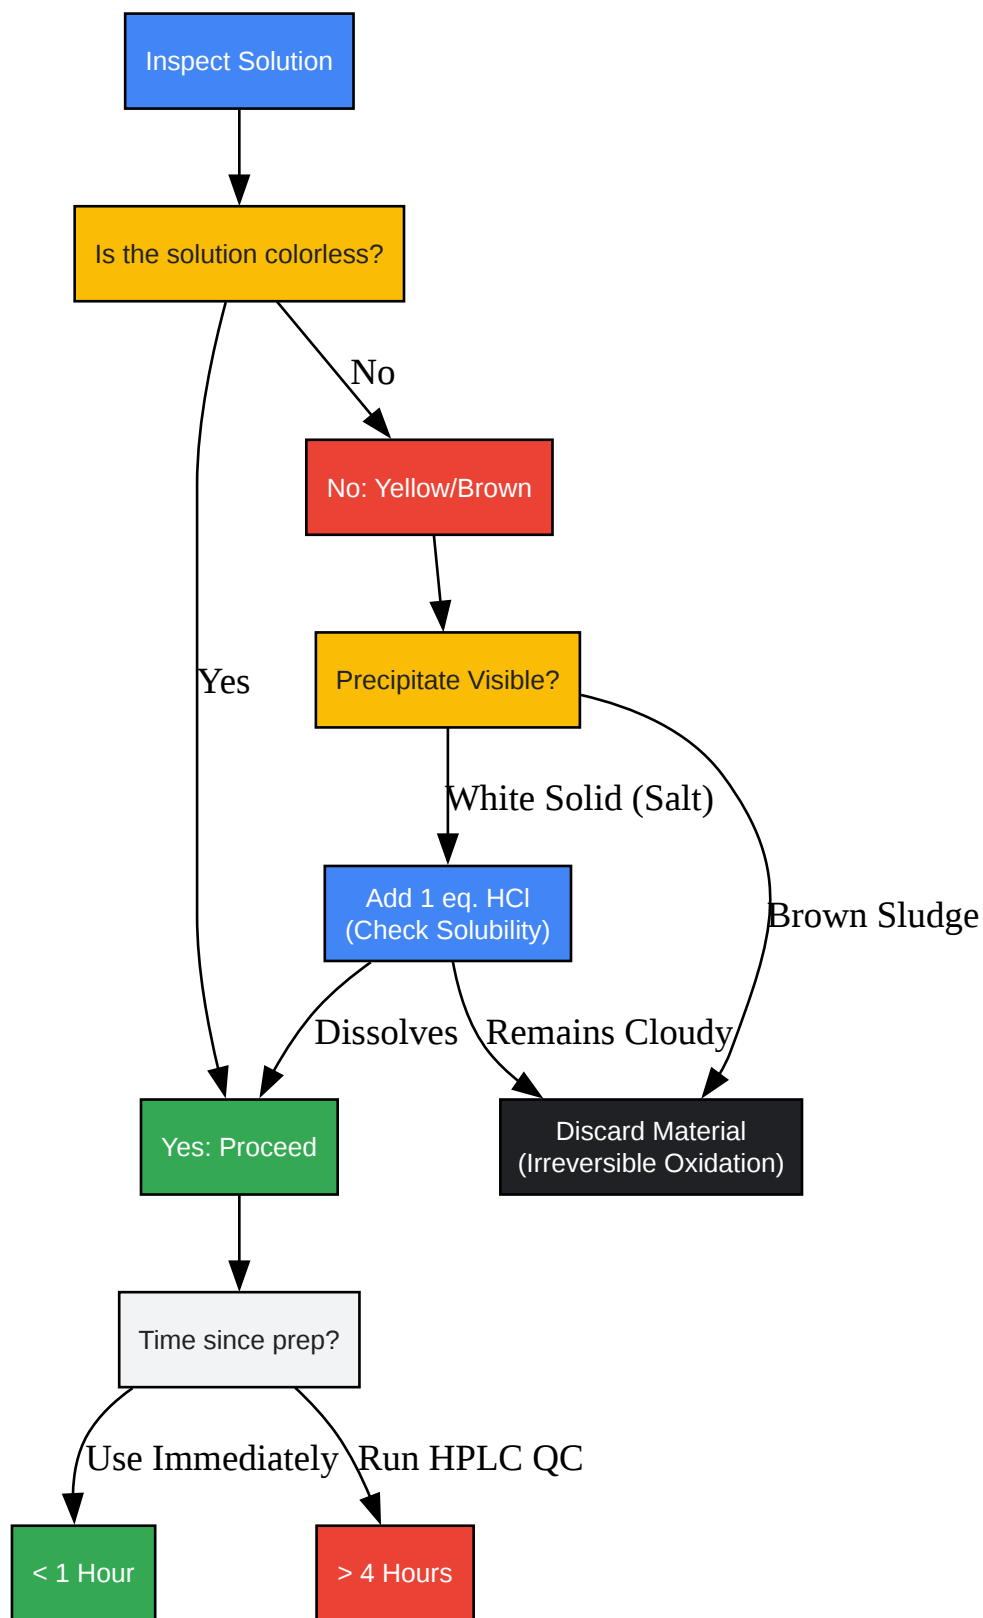 Inspect Solution
Is the solution colorless?
No
No: Yellow/Brown
Yes
Precipitate Visible?
White Solid (Salt)
Add 1 eq. HCl
(Check Solubility)
Brown Sludge
Dissolves
Remains Cloudy
Yes: Proceed
Discard Material
(Irreversible Oxidation)
Time since prep?
Use Immediately
Run HPLC QC
< 1 Hour
> 4 Hours